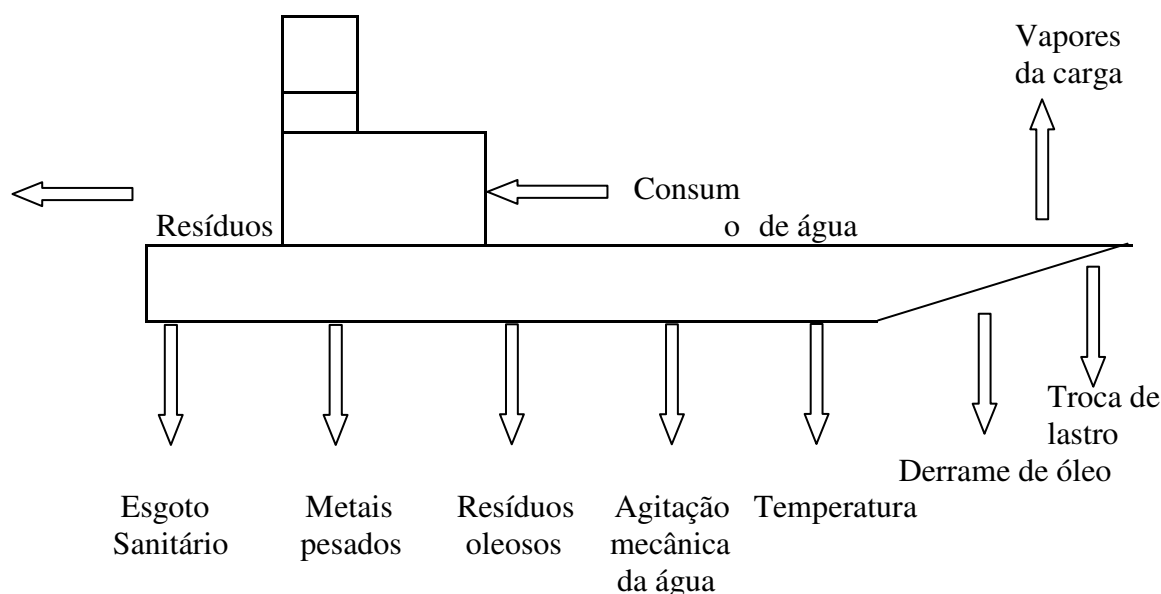 Vapores
da carga
Consum
Resíduos
o de água
Troca de
lastro
Derrame de óleo
Esgoto
Sanitário
Metais
pesados
Resíduos
oleosos
Agitação
mecânica
da água
Temperatura